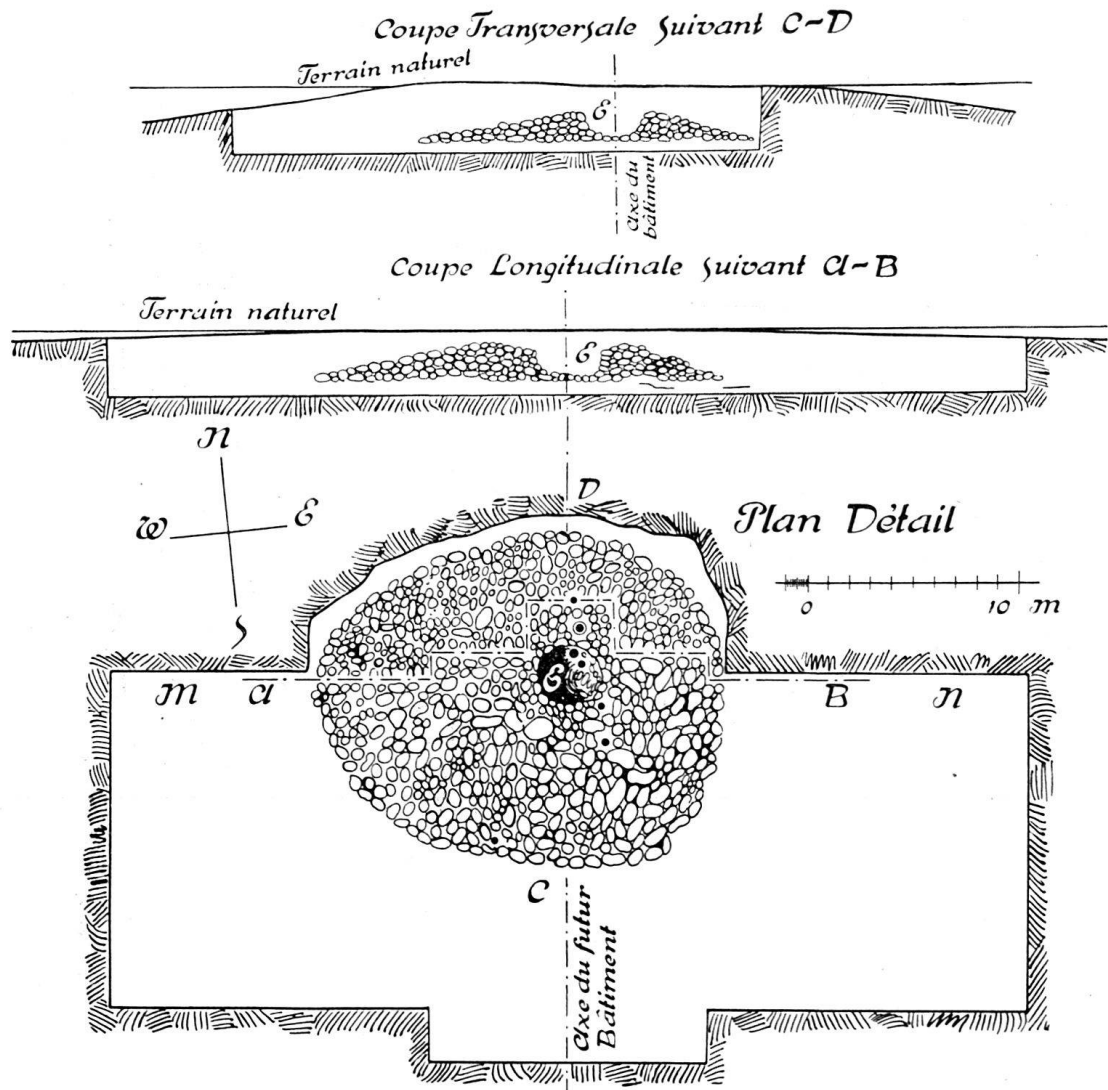 Coupe Transversale Suivant C-D
Terrain naturel
E
Axe du
bâtiment
Coupe Longitudinale Suivant A-B
Terrain naturel
E
N
W E
S
D
Plan Détail
0 10 m
E
M A B N
C
Axe du futur
Bâtiment